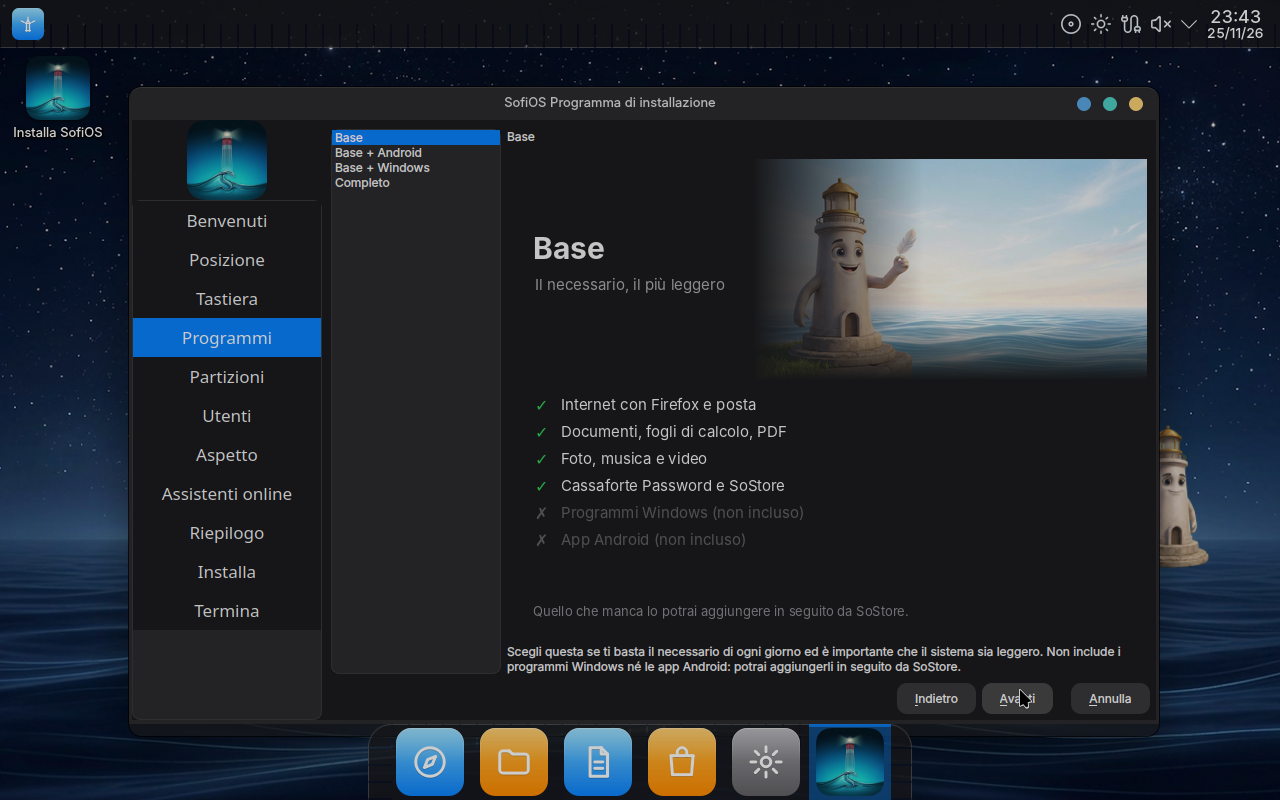 23:43
25/11/26
Installa SofiOS
SofiOS Programma di installazione
Benvenuti
Posizione
Tastiera
Programmi
Partizioni
Utenti
Aspetto
Assistenti online
Riepilogo
Installa
Termina
Base
Base + Android
Base + Windows
Completo
Base
Base
Il necessario, il più leggero
✓ Internet con Firefox e posta
✓ Documenti, fogli di calcolo, PDF
✓ Foto, musica e video
✓ Cassaforte Password e SoStore
✗ Programmi Windows (non incluso)
✗ App Android (non incluso)
Quello che manca lo potrai aggiungere in seguito da SoStore.
Scegli questa se ti basta il necessario di ogni giorno ed è importante che il sistema sia leggero. Non include i
programmi Windows né le app Android: potrai aggiungerli in seguito da SoStore.
Indietro
Avanti
Annulla